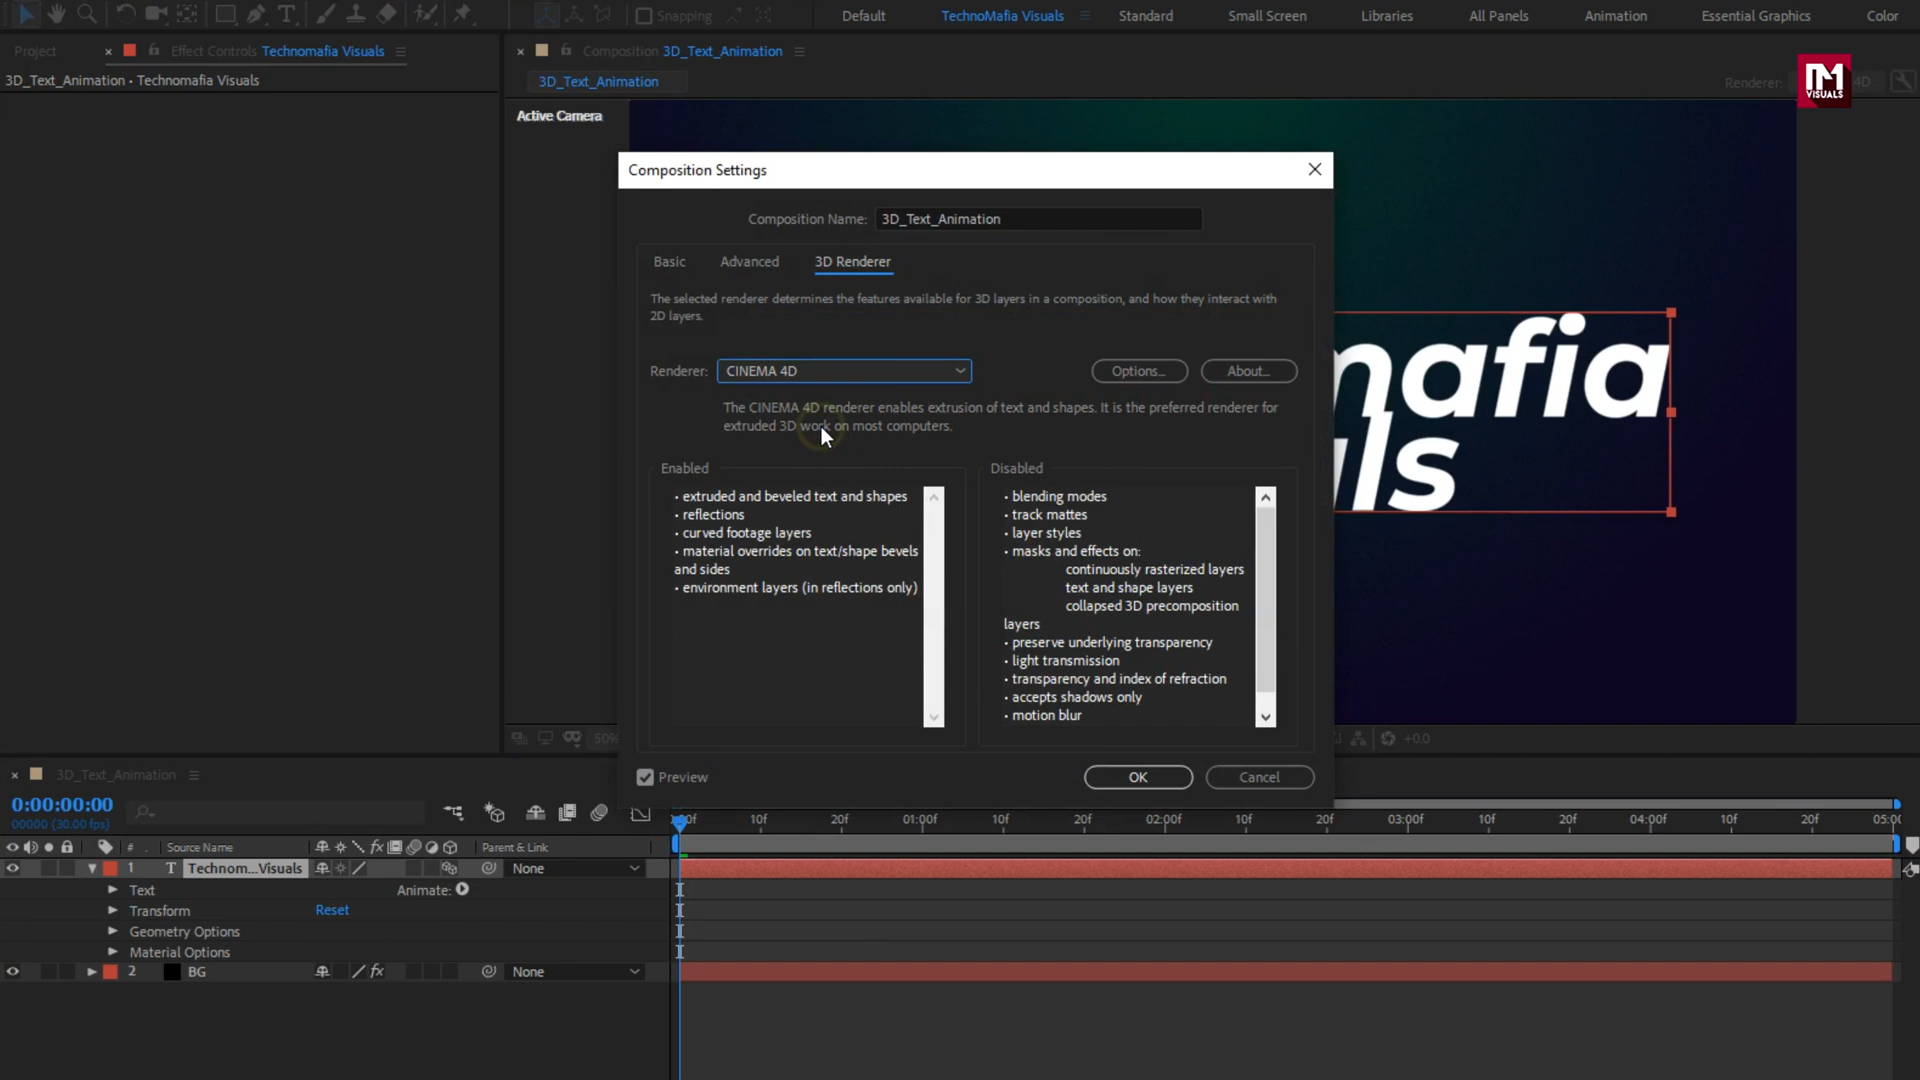 Snapping
Default
TechnoMafia Visuals
Standard
Small Screen
Libraries
All Panels
Animation
Essential Graphics
Color
Project
Effect Controls Technomafia Visuals
Composition 3D_Text_Animation
3D_Text_Animation • Technomafia Visuals
3D_Text_Animation
Renderer:
4D
VISUALS
Active Camera
Composition Settings
Composition Name: 3D_Text_Animation
Basic
Advanced
3D Renderer
The selected renderer determines the features available for 3D layers in a composition, and how they interact with
2D layers.
Renderer: CINEMA 4D
Options...
About...
The CINEMA 4D renderer enables extrusion of text and shapes. It is the preferred renderer for
extruded 3D work on most computers.
Enabled
• extruded and beveled text and shapes
• reflections
• curved footage layers
• material overrides on text/shape bevels
and sides
• environment layers (in reflections only)
Disabled
• blending modes
• track mattes
• layer styles
• masks and effects on:
continuously rasterized layers
text and shape layers
collapsed 3D precomposition
layers
• preserve underlying transparency
• light transmission
• transparency and index of refraction
• accepts shadows only
• motion blur
Preview
OK
Cancel
mafia
ls
50%
+0.0
3D_Text_Animation
0:00:00:00
00000 (30.00 fps)
10f 20f 01:00f 10f 20f 02:00f 10f 20f 03:00f 10f 20f 04:00f 10f 20f 05:00
# . Source Name fx Parent & Link
1 T Technom...Visuals None
Text Animate:
Transform Reset
Geometry Options
Material Options
2 BG fx None